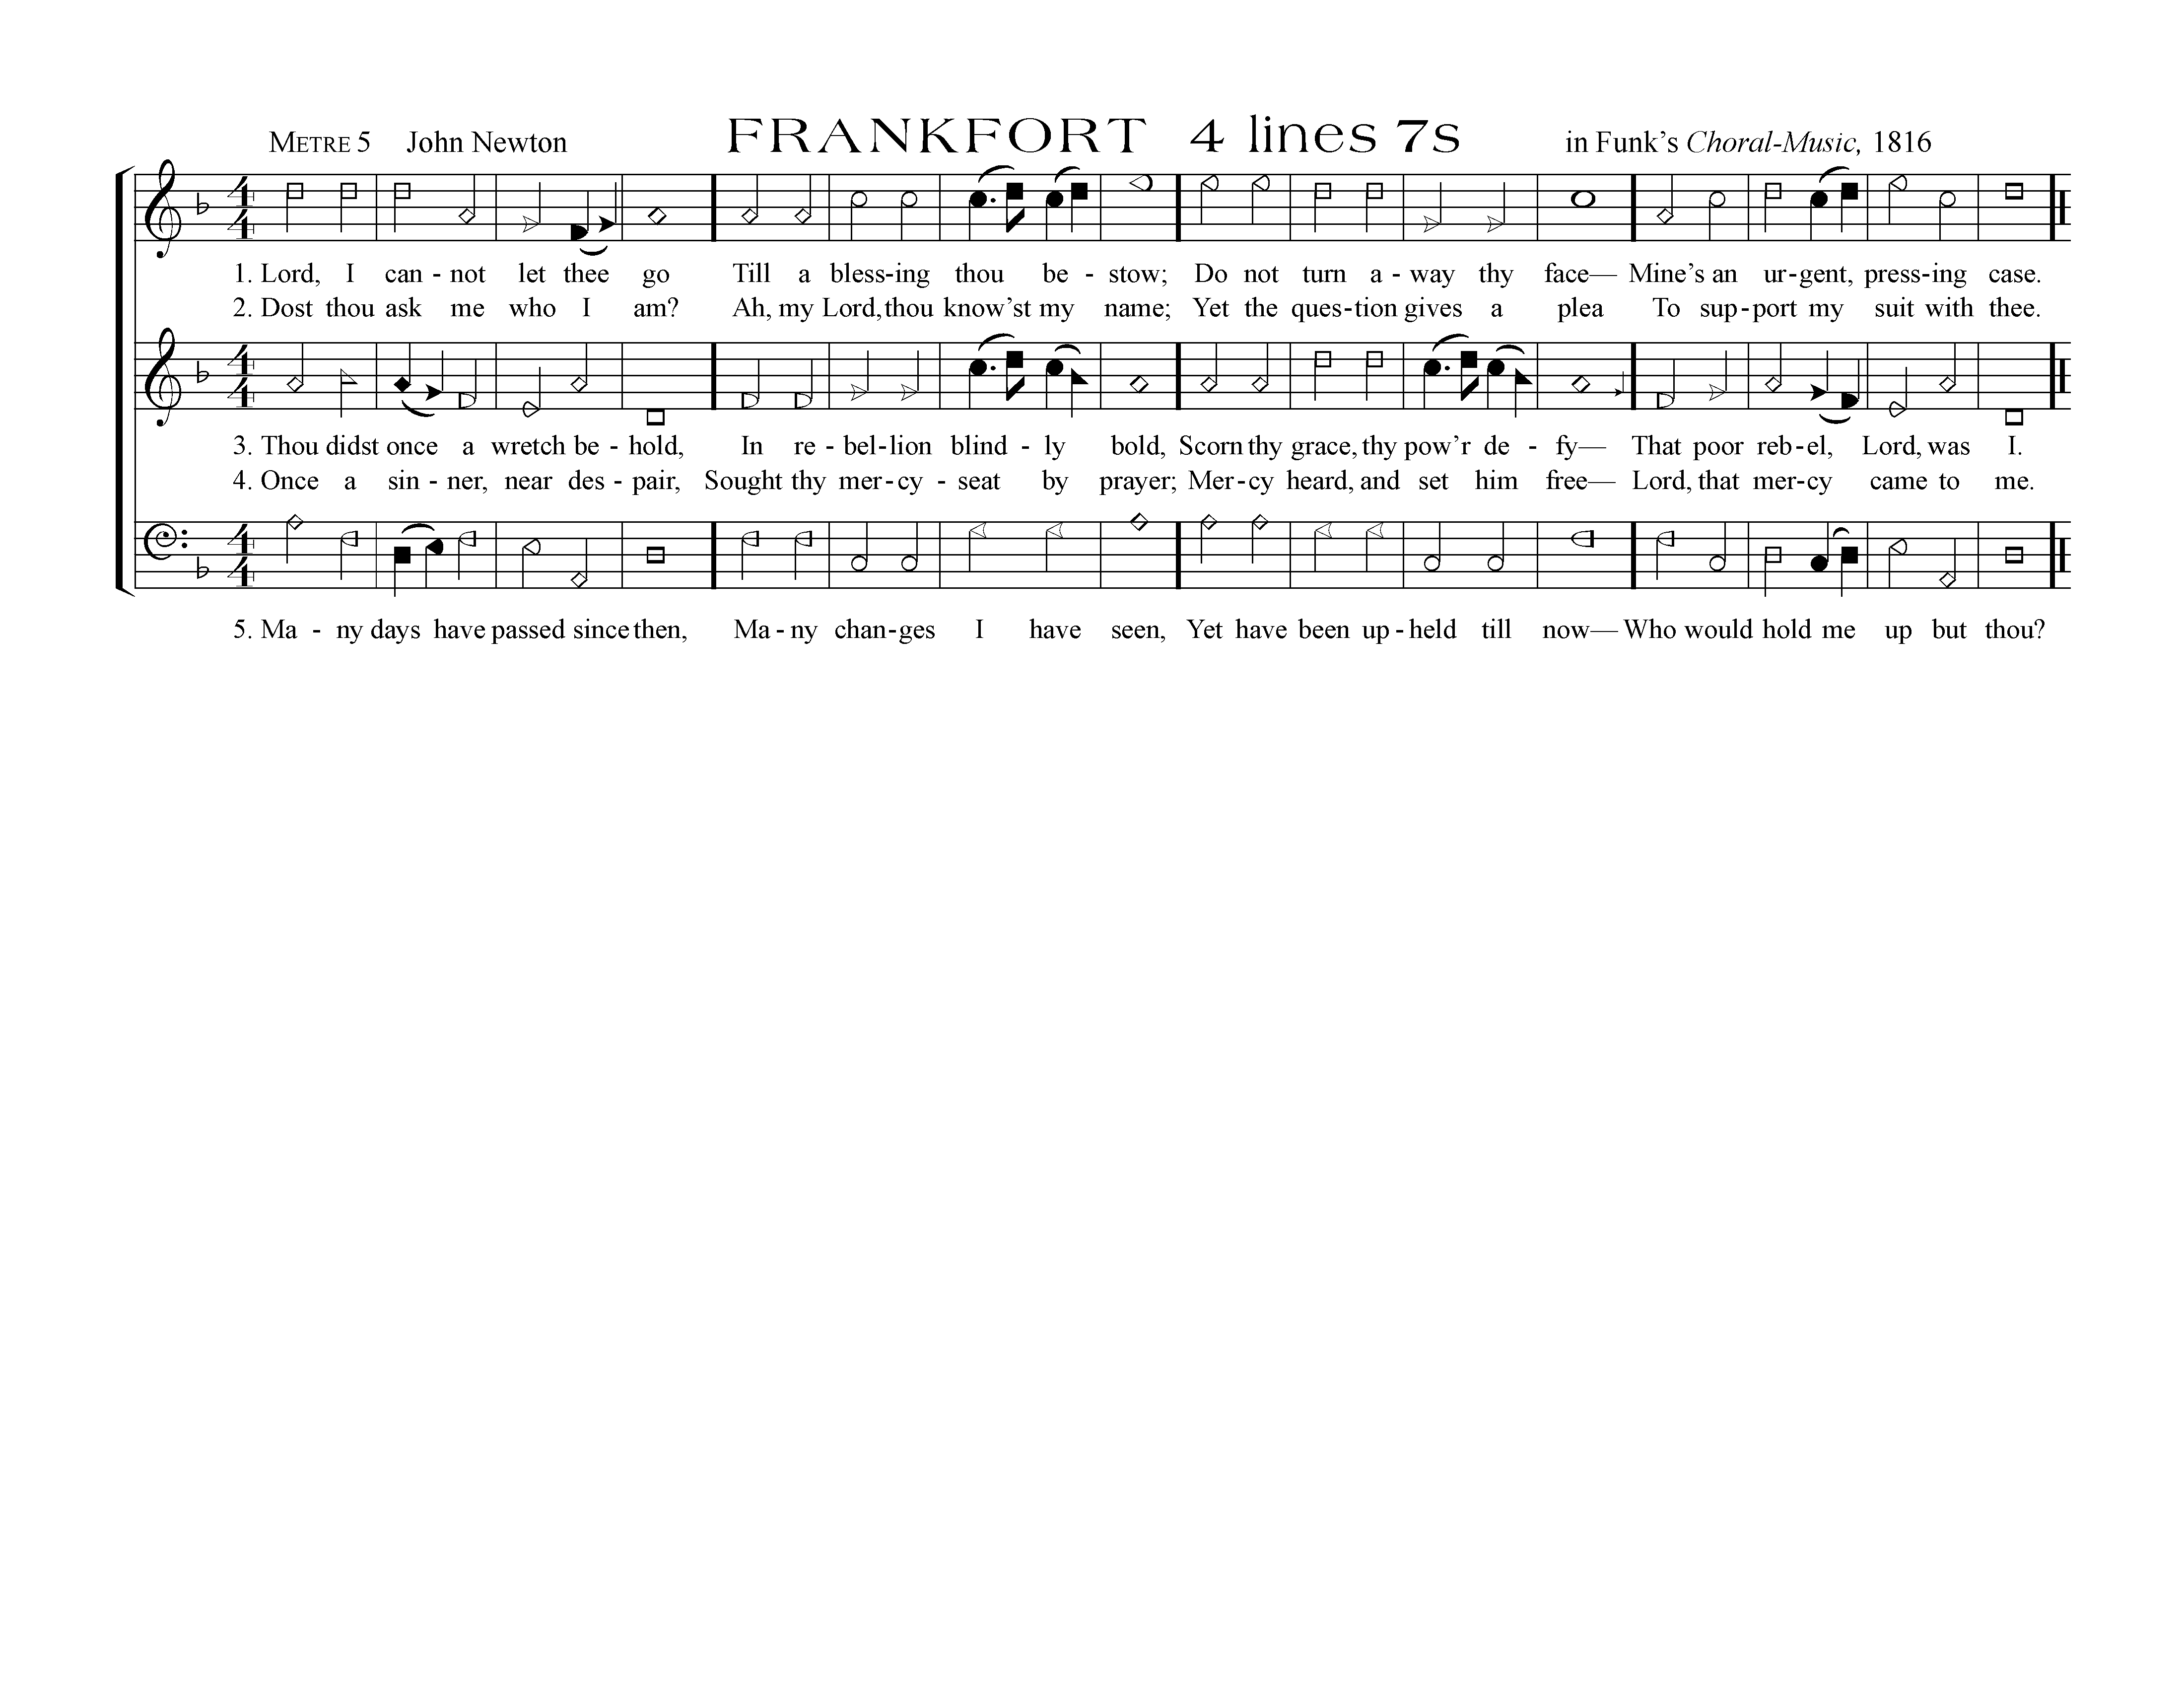 METRE 5 John Newton FRANKFORT 4 lines 7s in Funk’s Choral-Music, 1816
1. Lord, I can - not let thee go Till a bless-ing thou be - stow; Do not turn a - way thy face— Mine’s an ur-gent, press-ing case.
2. Dost thou ask me who I am? Ah, my Lord, thou know’st my name; Yet the ques-tion gives a plea To sup-port my suit with thee.
3. Thou didst once a wretch be - hold, In re - bel-lion blind - ly bold, Scorn thy grace, thy pow’r de - fy— That poor reb-el, Lord, was I.
4. Once a sin - ner, near des - pair, Sought thy mer-cy - seat by prayer; Mer-cy heard, and set him free— Lord, that mer-cy came to me.
5. Ma - ny days have passed since then, Ma - ny chan-ges I have seen, Yet have been up-held till now— Who would hold me up but thou?